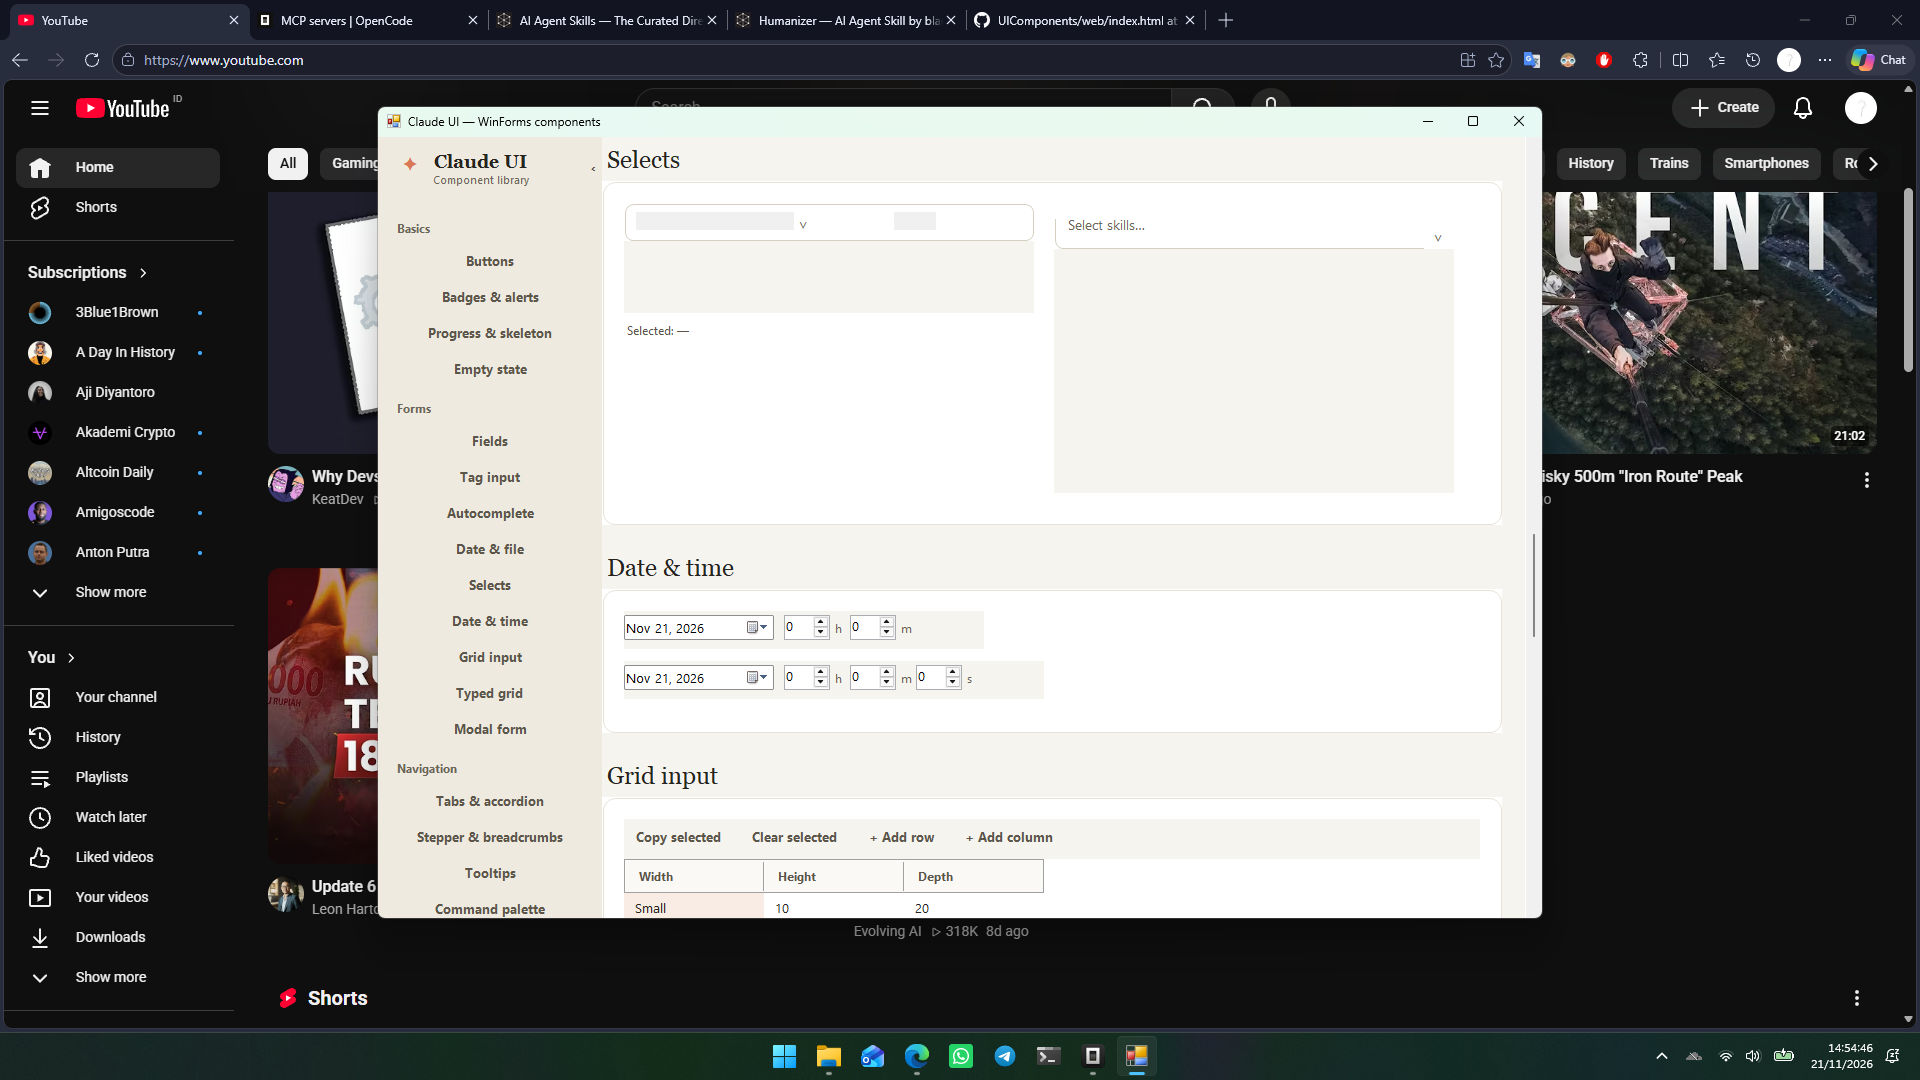 YouTube
MCP servers | OpenCode
AI Agent Skills — The Curated Dire
Humanizer — AI Agent Skill by bla
UIComponents/web/index.html at
https://www.youtube.com
Chat
YouTube ID
Search
Create
Home
Shorts
Subscriptions
3Blue1Brown
A Day In History
Aji Diyantoro
Akademi Crypto
Altcoin Daily
Amigoscode
Anton Putra
Show more
You
Your channel
History
Playlists
Watch later
Liked videos
Your videos
Downloads
Show more
All
Gaming
History
Trains
Smartphones
21:02
Why Devs
KeatDev
isky 500m "Iron Route" Peak
Update 6
Leon Harto
Evolving AI 318K 8d ago
Shorts
Claude UI — WinForms components
Claude UI
Component library
Basics
Buttons
Badges & alerts
Progress & skeleton
Empty state
Forms
Fields
Tag input
Autocomplete
Date & file
Selects
Date & time
Grid input
Typed grid
Modal form
Navigation
Tabs & accordion
Stepper & breadcrumbs
Tooltips
Command palette
Selects
Select skills...
Selected: —
Date & time
Nov 21, 2026 0 h 0 m
Nov 21, 2026 0 h 0 m 0 s
Grid input
Copy selected Clear selected + Add row + Add column
Width Height Depth
Small 10 20
14:54:46
21/11/2026